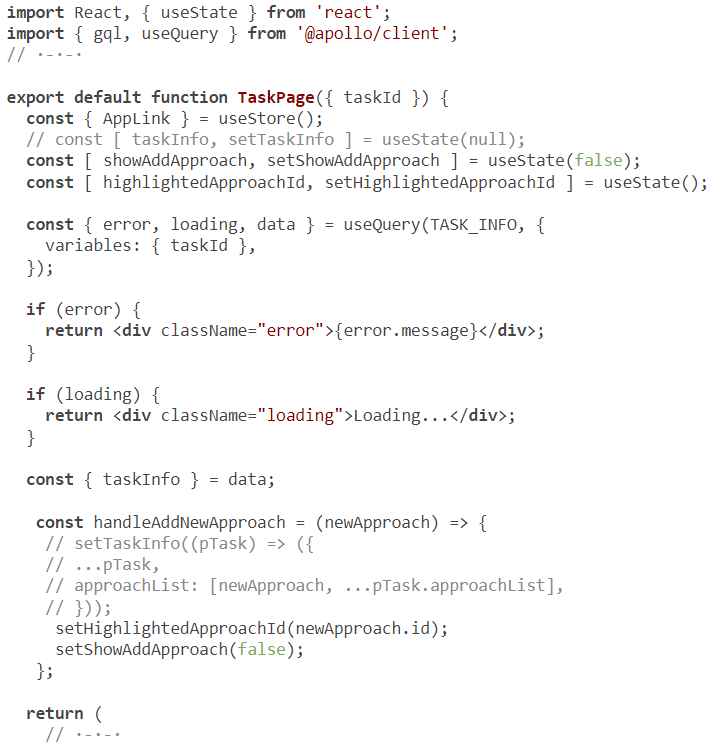 import React, { useState } from 'react';
import { gql, useQuery } from '@apollo/client';
// ·-·-·
export default function TaskPage({ taskId }) {
  const { AppLink } = useStore();
  // const [ taskInfo, setTaskInfo ] = useState(null);
  const [ showAddApproach, setShowAddApproach ] = useState(false);
  const [ highlightedApproachId, setHighlightedApproachId ] = useState();
  const { error, loading, data } = useQuery(TASK_INFO, {
    variables: { taskId },
  });
  if (error) {
    return <div className="error">{error.message}</div>;
  }
  if (loading) {
    return <div className="loading">Loading...</div>;
  }
  const { taskInfo } = data;
   const handleAddNewApproach = (newApproach) => {
    // setTaskInfo((pTask) => ({
    // ...pTask,
    // approachList: [newApproach, ...pTask.approachList],
    // }));
     setHighlightedApproachId(newApproach.id);
     setShowAddApproach(false);
   };
  return (
    // ·-·-·